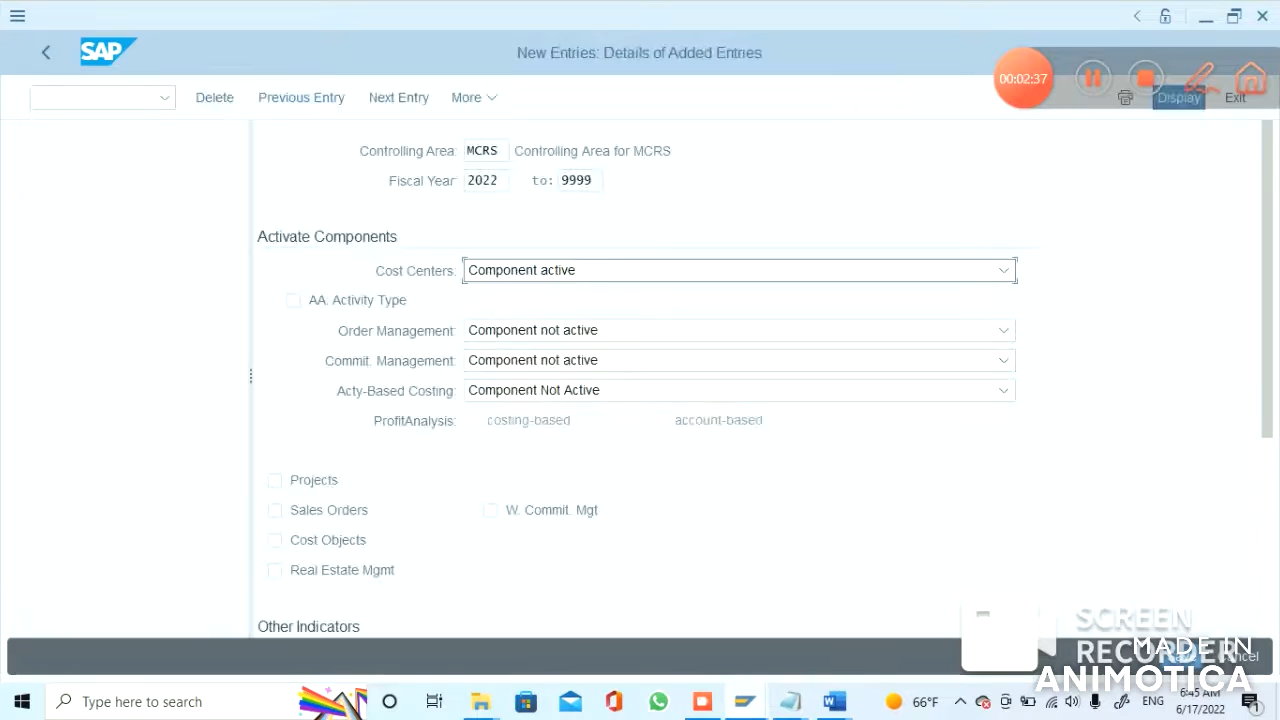 SAP
New Entries: Details of Added Entries
00:02:37
Delete Previous Entry Next Entry More Display Exit
Controlling Area: MCRS Controlling Area for MCRS
Fiscal Year: 2022 to: 9999
Activate Components
Cost Centers: Component active
AA. Activity Type
Order Management: Component not active
Commit. Management: Component not active
Acty-Based Costing: Component Not Active
ProfitAnalysis: costing-based account-based
Projects
Sales Orders W. Commit. Mgt
Cost Objects
Real Estate Mgmt
Other Indicators
SCREEN
RECORDER
MADE IN
ANIMOTICA
Type here to search
66°F
6:45 AM
6/17/2022
1